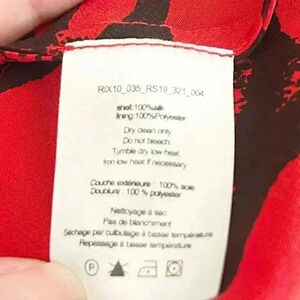 RIX10_035_RS19_321_004
shell:100%silk
lining:100%Polyester
Dry clean only.
Do not bleach.
Tumble dry low heat.
Iron low heat if necessary.
Couche extérieure : 100% soie
Doublure : 100 % polyester
Nettoyage à sec
Pas de blanchiment
Séchage par culbutage à basse temperature
Repassage à basse temperature
P